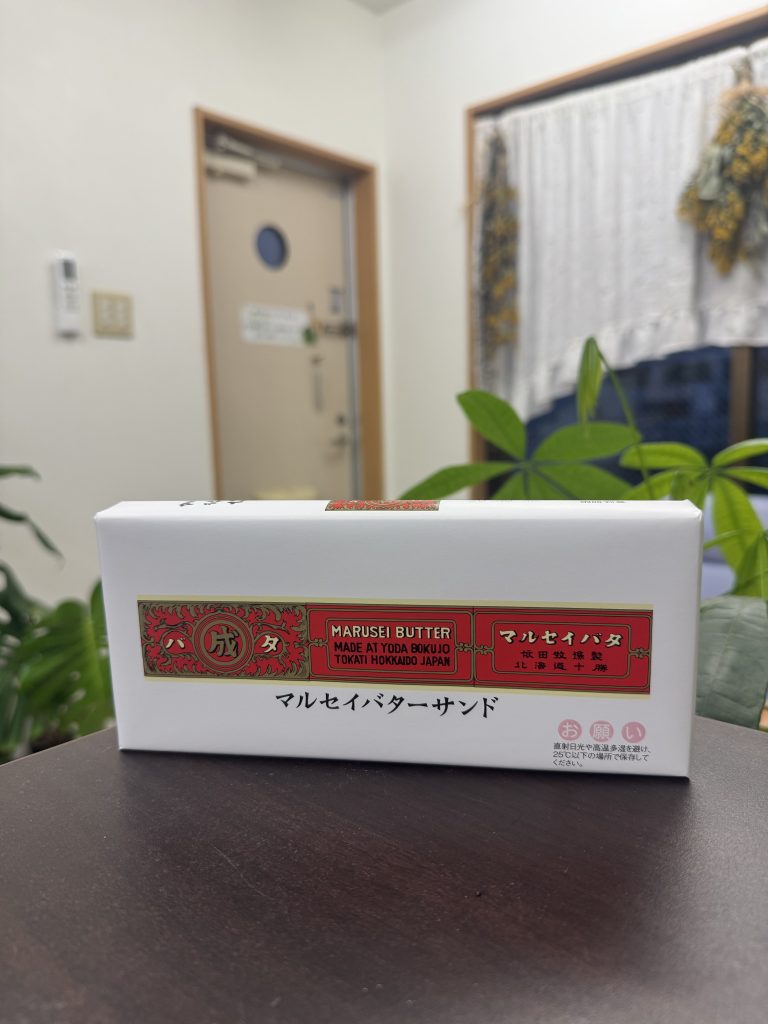 バ 成 タ
MARUSEI BUTTER
MADE AT YODA BOKUJO
TOKATI HOKKAIDO JAPAN
マルセイバタ
依田牧場製
北海道十勝
マルセイバターサンド
お願い
直射日光や高温多湿を避け、
25℃以下の場所で保存して
ください。